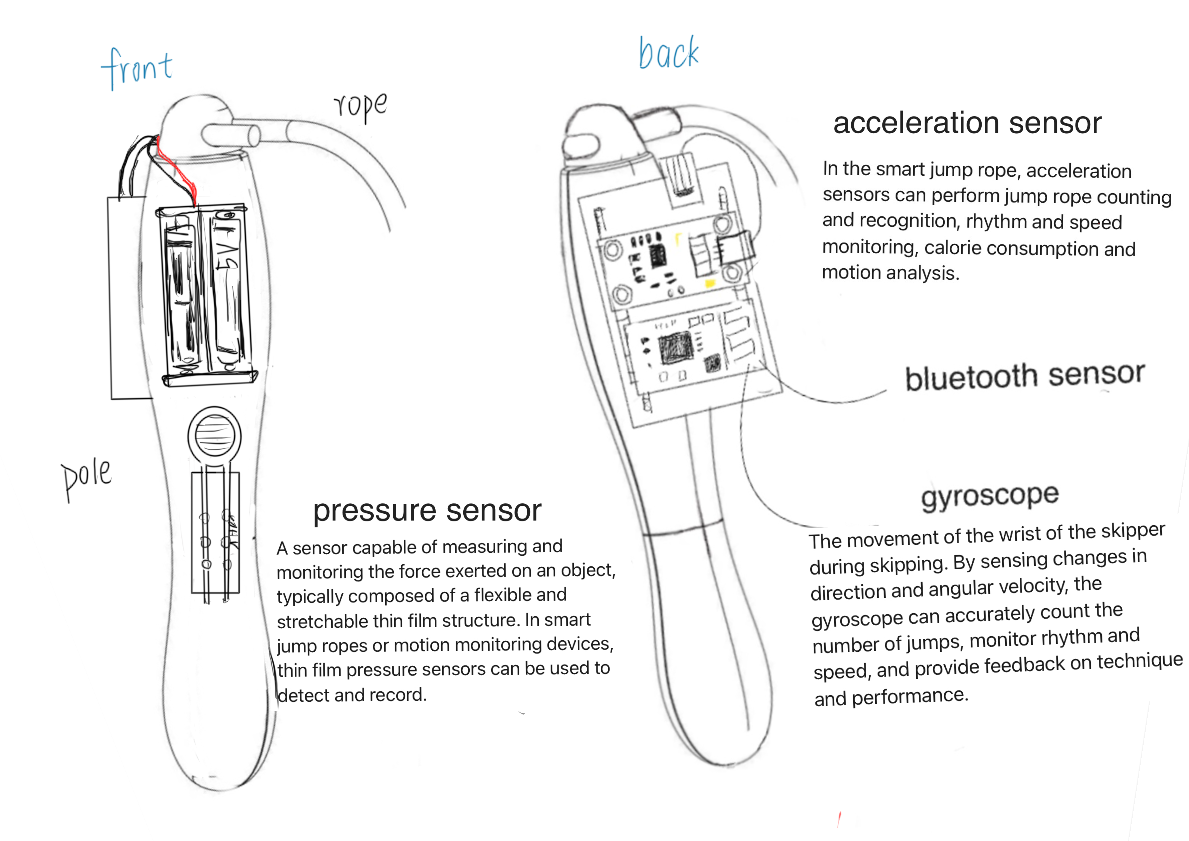 front
back
rope
acceleration sensor
In the smart jump rope, acceleration
sensors can perform jump rope counting
and recognition, rhythm and speed
monitoring, calorie consumption and
motion analysis.
bluetooth sensor
pole
pressure sensor
A sensor capable of measuring and
monitoring the force exerted on an object,
typically composed of a flexible and
stretchable thin film structure. In smart
jump ropes or motion monitoring devices,
thin film pressure sensors can be used to
detect and record.
gyroscope
The movement of the wrist of the skipper
during skipping. By sensing changes in
direction and angular velocity, the
gyroscope can accurately count the
number of jumps, monitor rhythm and
speed, and provide feedback on technique
and performance.